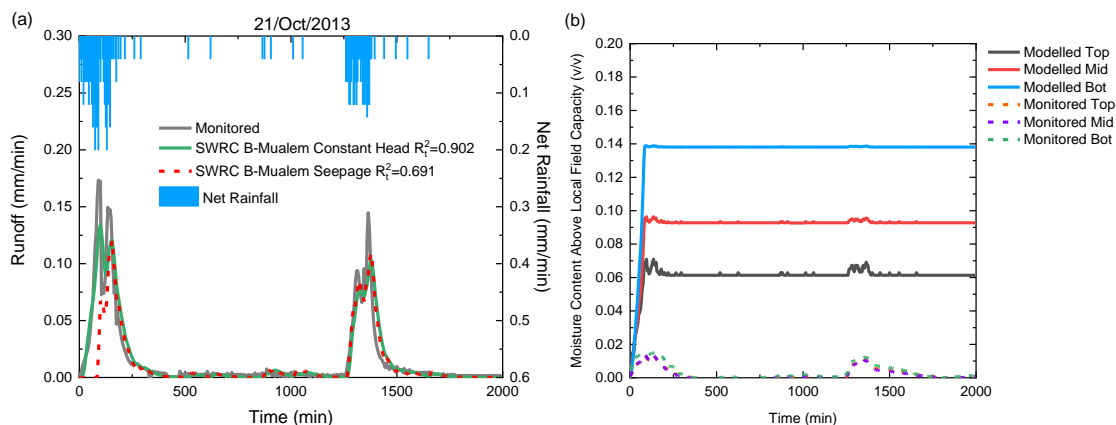 (a)
21/Oct/2013
0.30
0.25
0.20
0.15
0.10
0.05
0.00
Runoff (mm/min)
0.0
0.1
0.2
0.3
0.4
0.5
0.6
Net Rainfall (mm/min)
Monitored
SWRC B-Mualem Constant Head R_t^2=0.902
SWRC B-Mualem Seepage R_t^2=0.691
Net Rainfall
0 500 1000 1500 2000
Time (min)
(b)
0.20
0.18
0.16
0.14
0.12
0.10
0.08
0.06
0.04
0.02
0.00
Moisture Content Above Local Field Capacity (v/v)
0 500 1000 1500 2000
Time (min)
Modelled Top
Modelled Mid
Modelled Bot
Monitored Top
Monitored Mid
Monitored Bot